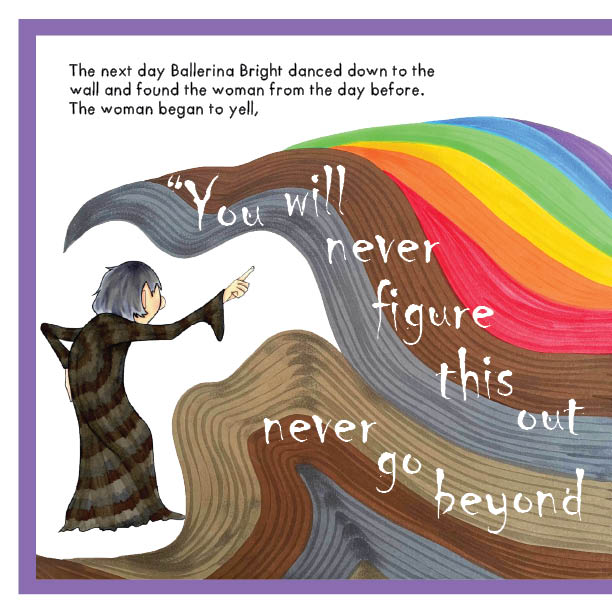 The next day Ballerina Bright danced down to the
wall and found the woman from the day before.
The woman began to yell,
“You will
never
figure
this
out
never
go
beyond